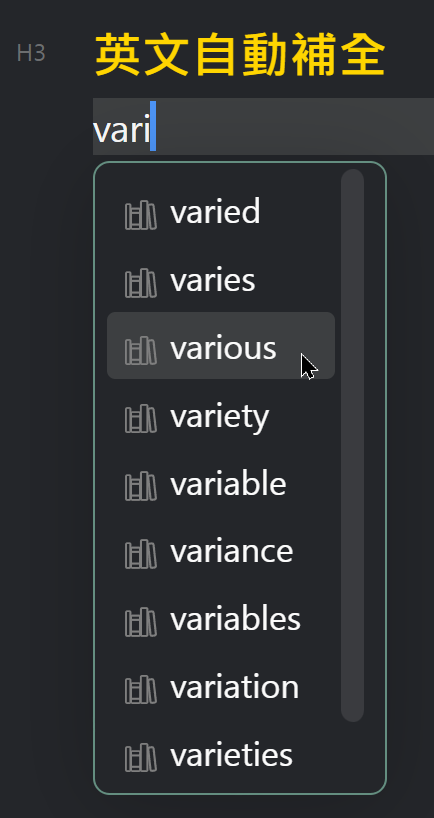 H3 英文自動補全
vari
varied
varies
various
variety
variable
variance
variables
variation
varieties